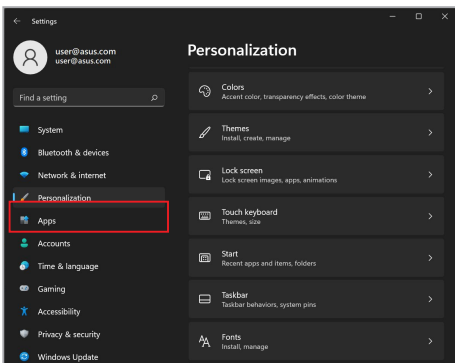 Settings
user@asus.com
user@asus.com
Find a setting
System
Bluetooth & devices
Network & internet
Personalization
Apps
Accounts
Time & language
Gaming
Accessibility
Privacy & security
Windows Update
Personalization
Colors
Accent color, transparency effects, color theme
Themes
Install, create, manage
Lock screen
Lock screen images, apps, animations
Touch keyboard
Themes, size
Start
Recent apps and items, folders
Taskbar
Taskbar behaviors, system pins
Fonts
Install, manage